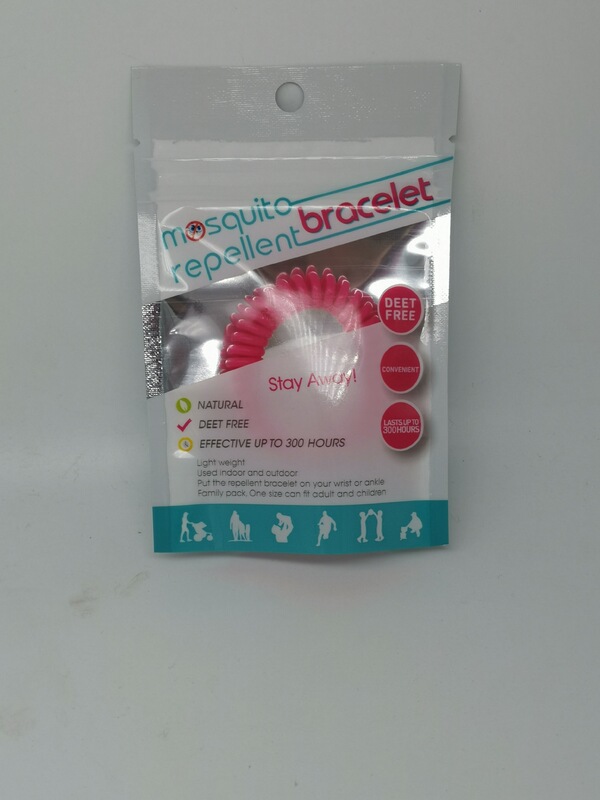 mosquito
repellent bracelet
DEET
FREE
Stay Away!
CONVENIENT
NATURAL
DEET FREE
LASTS UP TO
300HOURS
EFFECTIVE UP TO 300 HOURS
Light weight
Used indoor and outdoor
Put the repellent bracelet on your wrist or ankle
Family pack. One size can fit adult and children